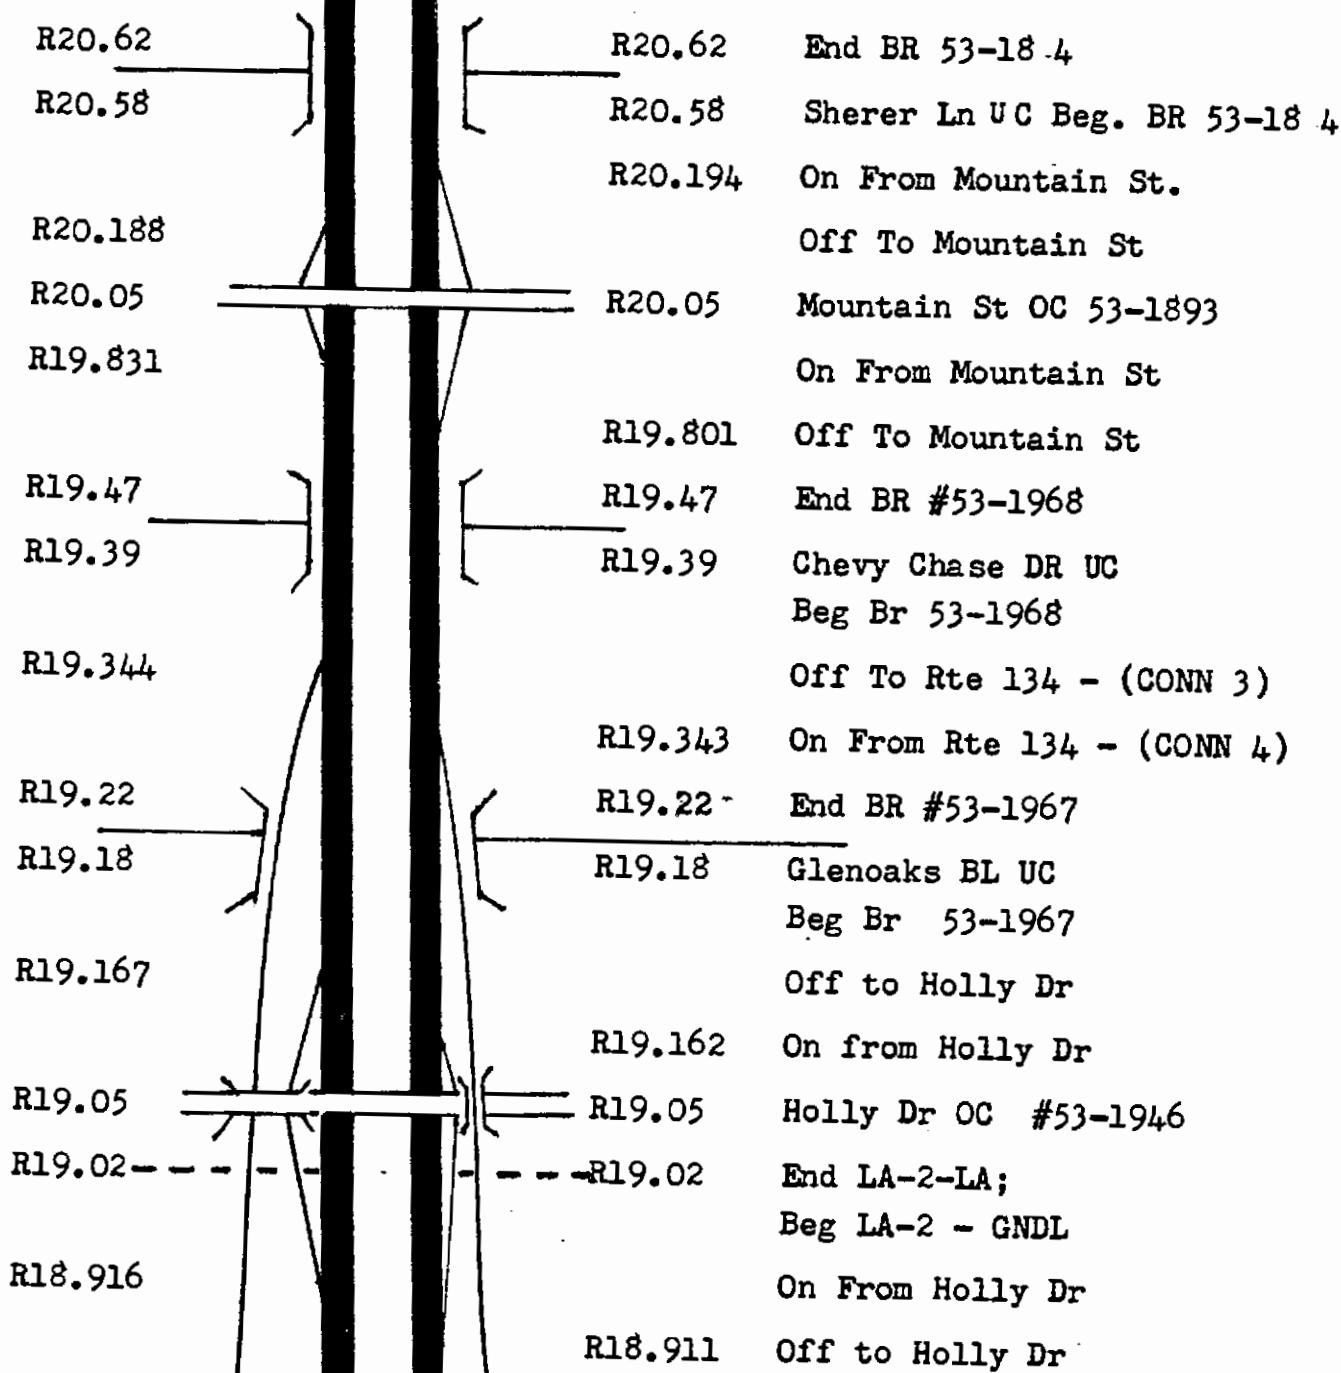 R20.62 R20.62 End BR 53-18 4
R20.58 R20.58 Sherer Ln UC Beg. BR 53-18 4
R20.194 On From Mountain St.
R20.188 Off To Mountain St
R20.05 R20.05 Mountain St OC 53-1893
R19.831 On From Mountain St
R19.801 Off To Mountain St
R19.47 R19.47 End BR #53-1968
R19.39 R19.39 Chevy Chase DR UC
Beg Br 53-1968
R19.344 Off To Rte 134 - (CONN 3)
R19.343 On From Rte 134 - (CONN 4)
R19.22 R19.22 End BR #53-1967
R19.18 R19.18 Glenoaks BL UC
Beg Br 53-1967
R19.167 Off to Holly Dr
R19.162 On from Holly Dr
R19.05 R19.05 Holly Dr OC #53-1946
R19.02 R19.02 End LA-2-LA;
Beg LA-2 - GNDL
R18.916 On From Holly Dr
R18.911 Off to Holly Dr